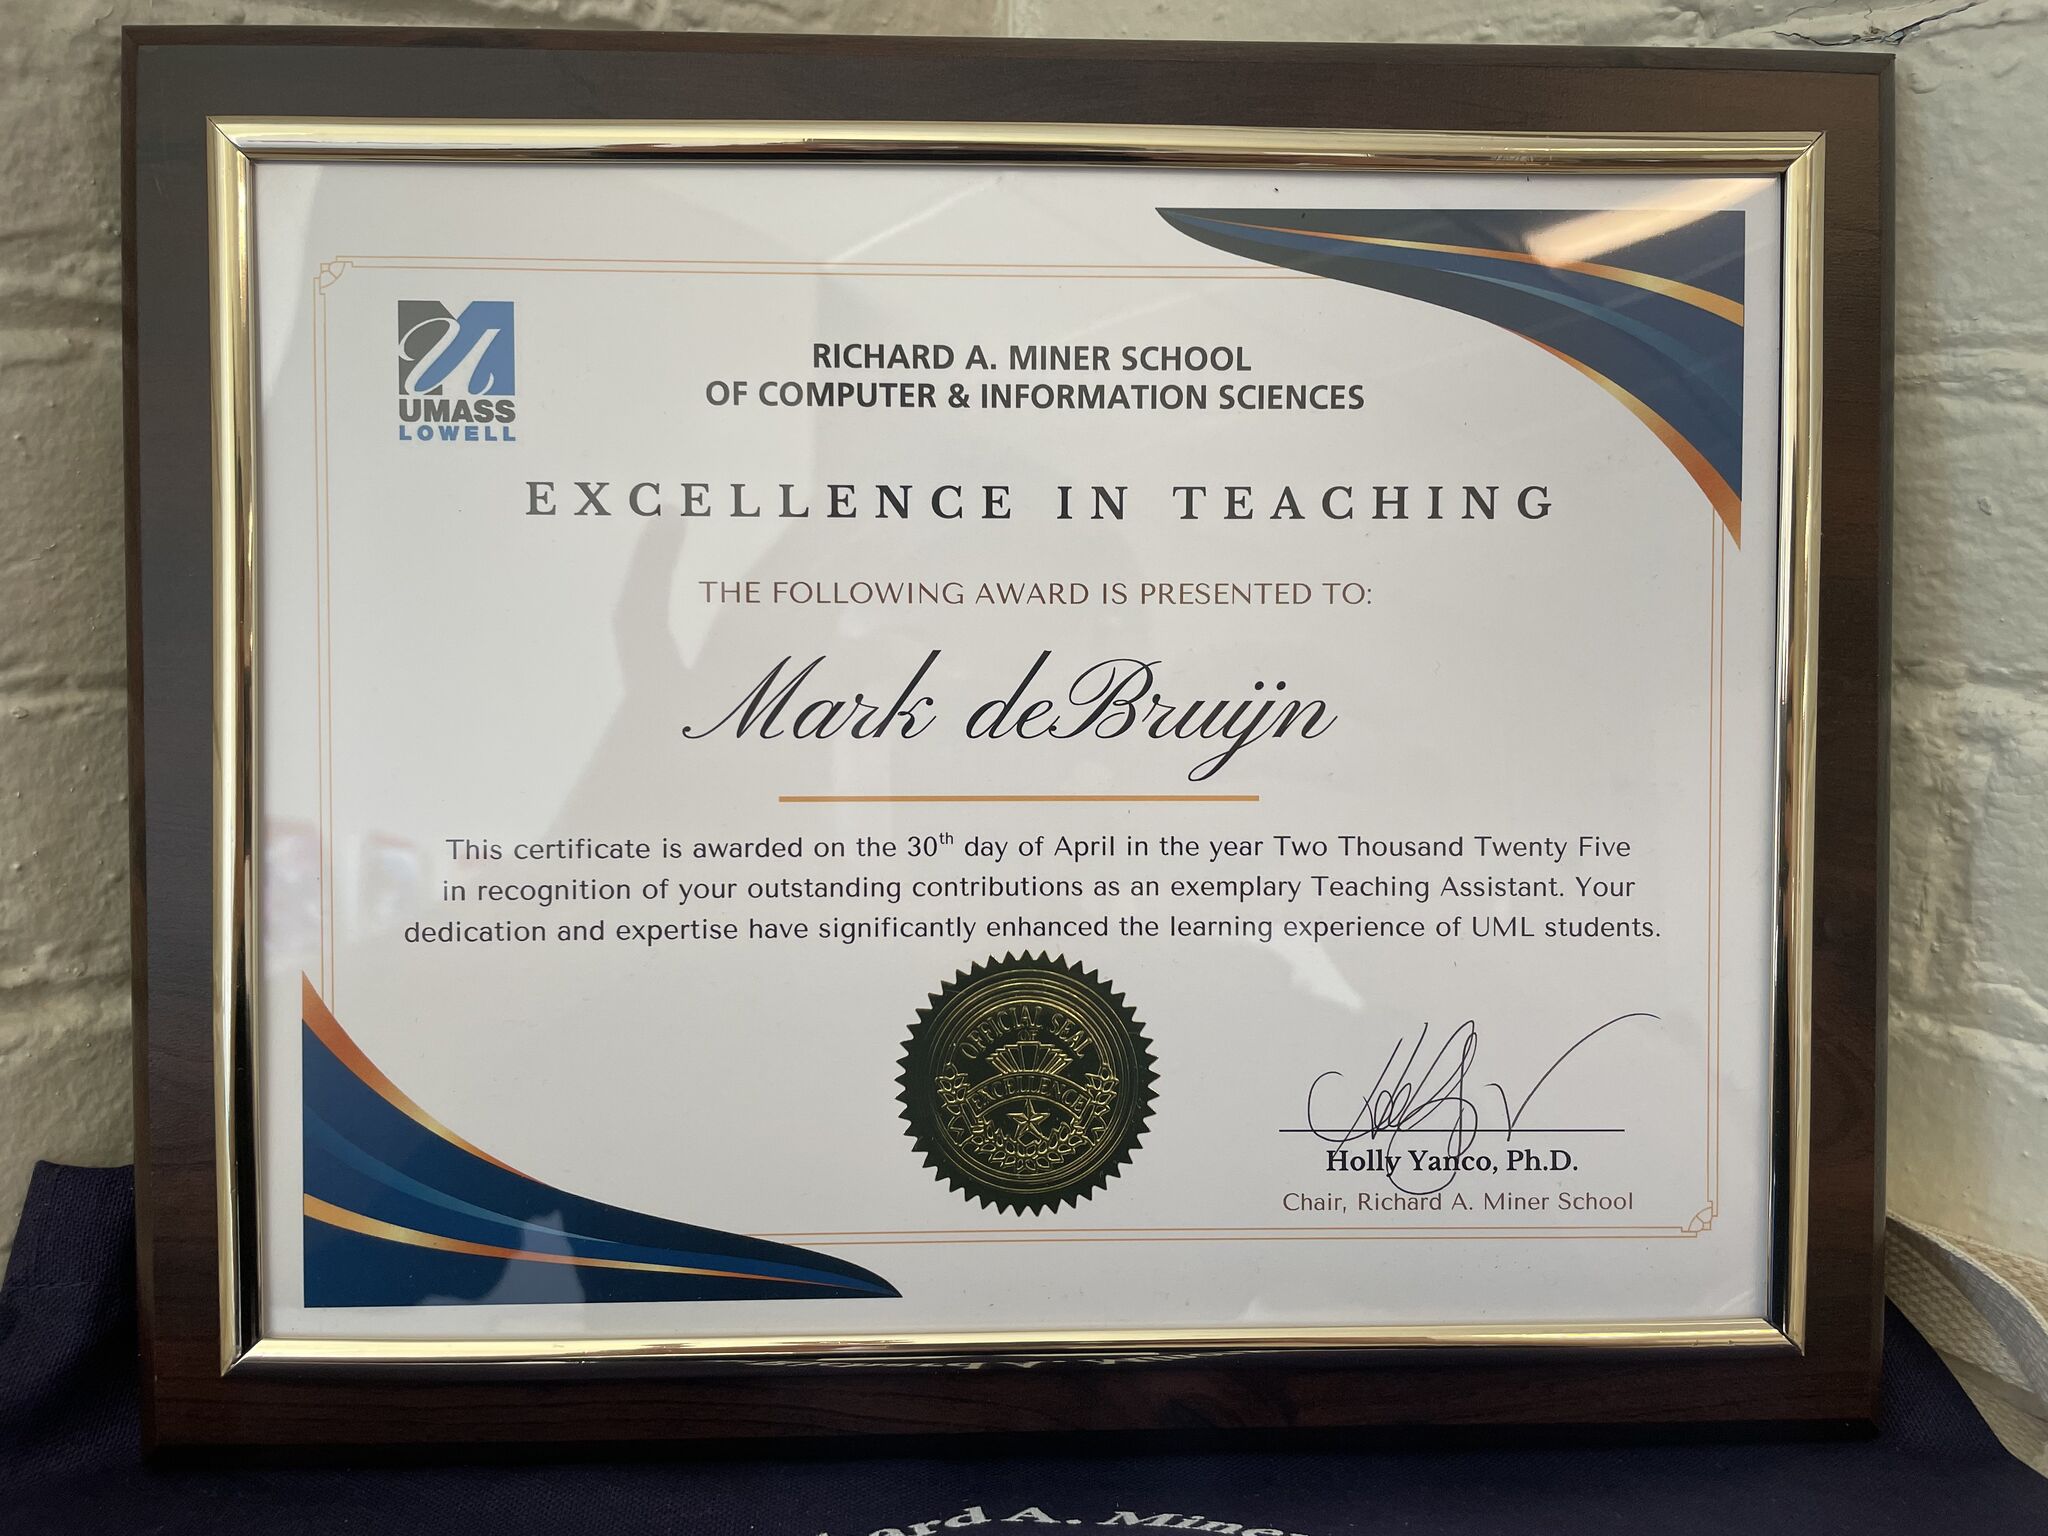 UMASS
LOWELL
RICHARD A. MINER SCHOOL
OF COMPUTER & INFORMATION SCIENCES
EXCELLENCE IN TEACHING
THE FOLLOWING AWARD IS PRESENTED TO:
Mark deBruijn
This certificate is awarded on the 30th day of April in the year Two Thousand Twenty Five
in recognition of your outstanding contributions as an exemplary Teaching Assistant. Your
dedication and expertise have significantly enhanced the learning experience of UML students.
OFFICIAL SEAL
OF
EXCELLENCE
Holly Yanco, Ph.D.
Chair, Richard A. Miner School
A. Miner